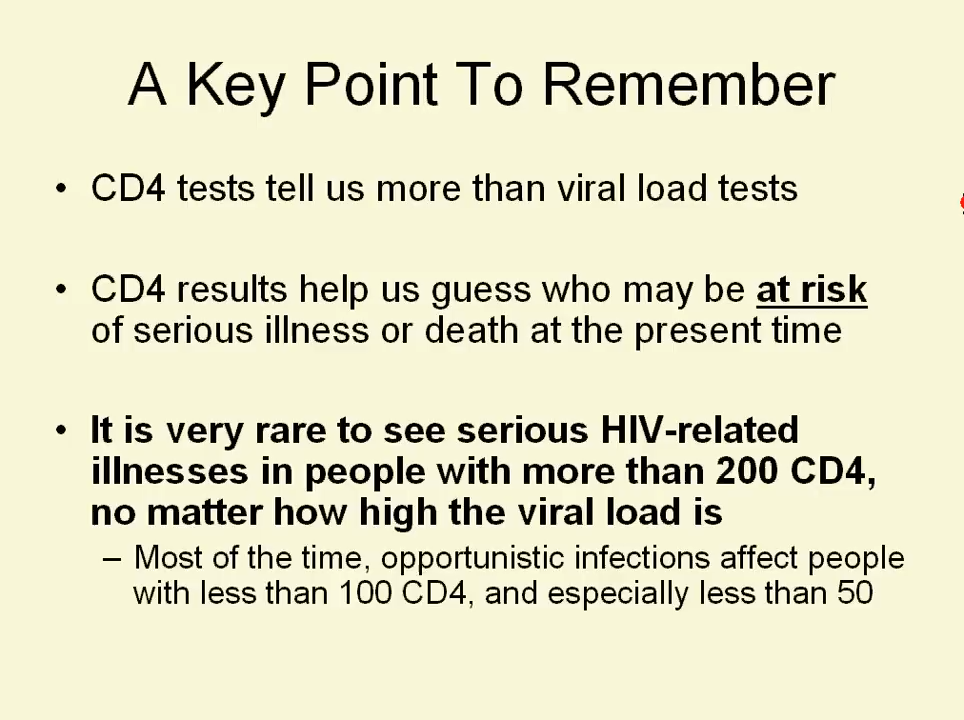 A Key Point To Remember
• CD4 tests tell us more than viral load tests
• CD4 results help us guess who may be at risk
of serious illness or death at the present time
• It is very rare to see serious HIV-related
illnesses in people with more than 200 CD4,
no matter how high the viral load is
– Most of the time, opportunistic infections affect people
with less than 100 CD4, and especially less than 50